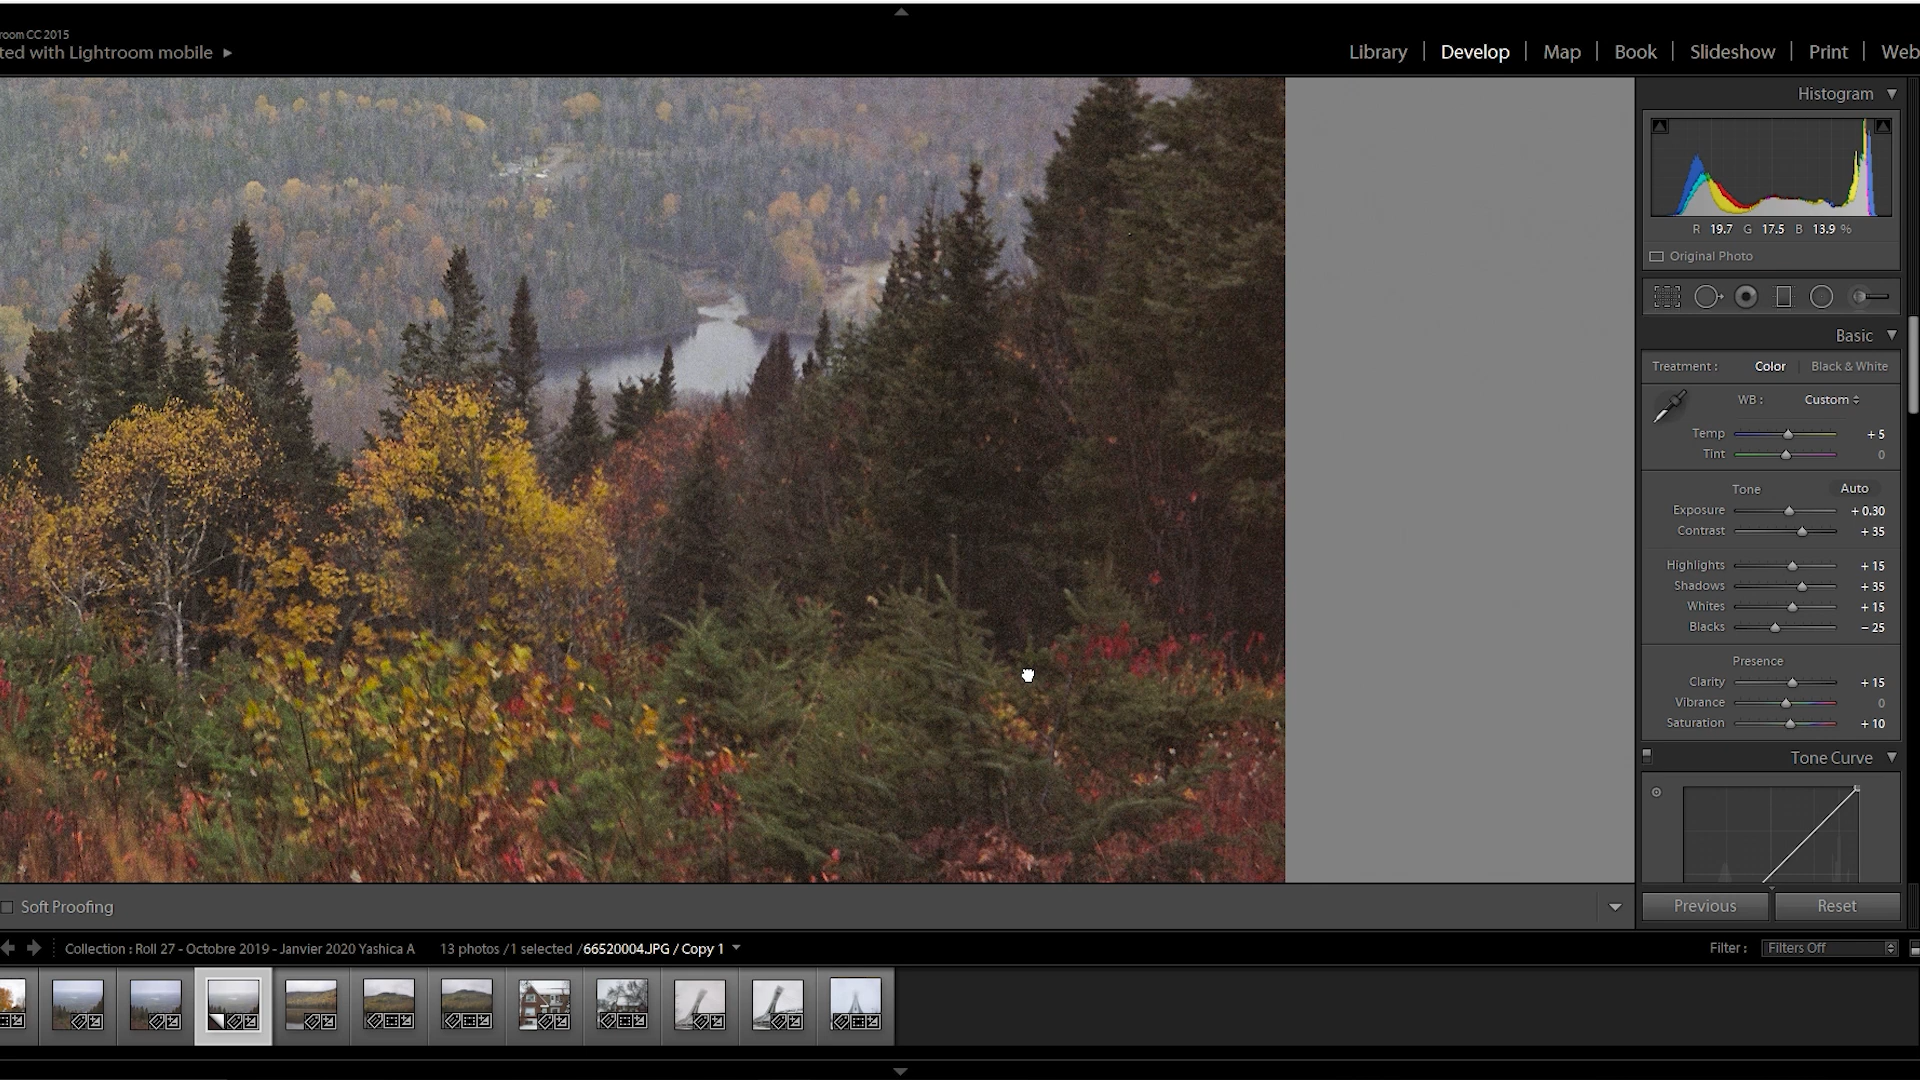 room CC 2015
ted with Lightroom mobile
Library | Develop | Map | Book | Slideshow | Print | Web
Histogram
R 19.7 G 17.5 B 13.9 %
Original Photo
Basic
Treatment : Color | Black & White
WB : Custom
Temp + 5
Tint 0
Tone Auto
Exposure + 0.30
Contrast + 35
Highlights + 15
Shadows + 35
Whites + 15
Blacks − 25
Presence
Clarity + 15
Vibrance 0
Saturation + 10
Tone Curve
Previous Reset
Soft Proofing
Collection : Roll 27 - Octobre 2019 - Janvier 2020 Yashica A 13 photos / 1 selected / 66520004.JPG / Copy 1
Filter : Filters Off